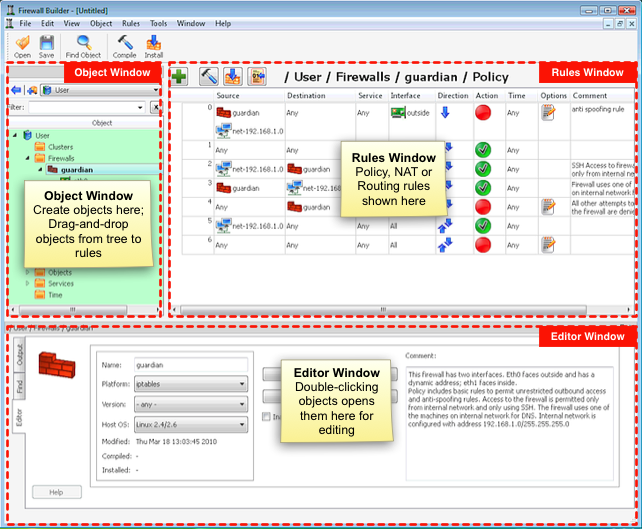 Firewall Builder - [Untitled]
File Edit View Object Rules Tools Window Help
Open Save Find Object Compile Install
Object Window
Rules Window
/ User / Firewalls / guardian / Policy
User
Filter:
Object
User
Clusters
Firewalls
guardian
Object Window
Create objects here;
Drag-and-drop
objects from tree to
rules
Objects
Services
Time
Source Destination Service Interface Direction Action Time Options Comment
0 guardian Any Any outside Any anti spoofing rule
net-192.168.1.0
1 Any Any
2 net-192.168.1.0 guardian Any SSH Access to firewall
only from internal ne
3 guardian net-192.168 Any Firewall uses one of
on internal network f
4 Any guardian Any All other attempts to
the firewall are denie
5 net-192.168.1.0 Any Any All Any
6 Any Any Any All Any
Rules Window
Policy, NAT or
Routing rules
shown here
/ User / Firewalls / guardian
Editor Window
Output
Find
Editor
Name: guardian
Platform: iptables
Version: - any -
Host OS: Linux 2.4/2.6
Modified: Thu Mar 18 13:03:45 2010
Compiled: -
Installed: -
Help
Editor Window
Double-clicking
objects opens
them here for
editing
Comment:
This firewall has two interfaces. Eth0 faces outside and has a
dynamic address; eth1 faces inside.
Policy includes basic rules to permit unrestricted outbound access
and anti-spoofing rules. Access to the firewall is permitted only
from internal network and only using SSH. The firewall uses one of
the machines on internal network for DNS. Internal network is
configured with address 192.168.1.0/255.255.255.0